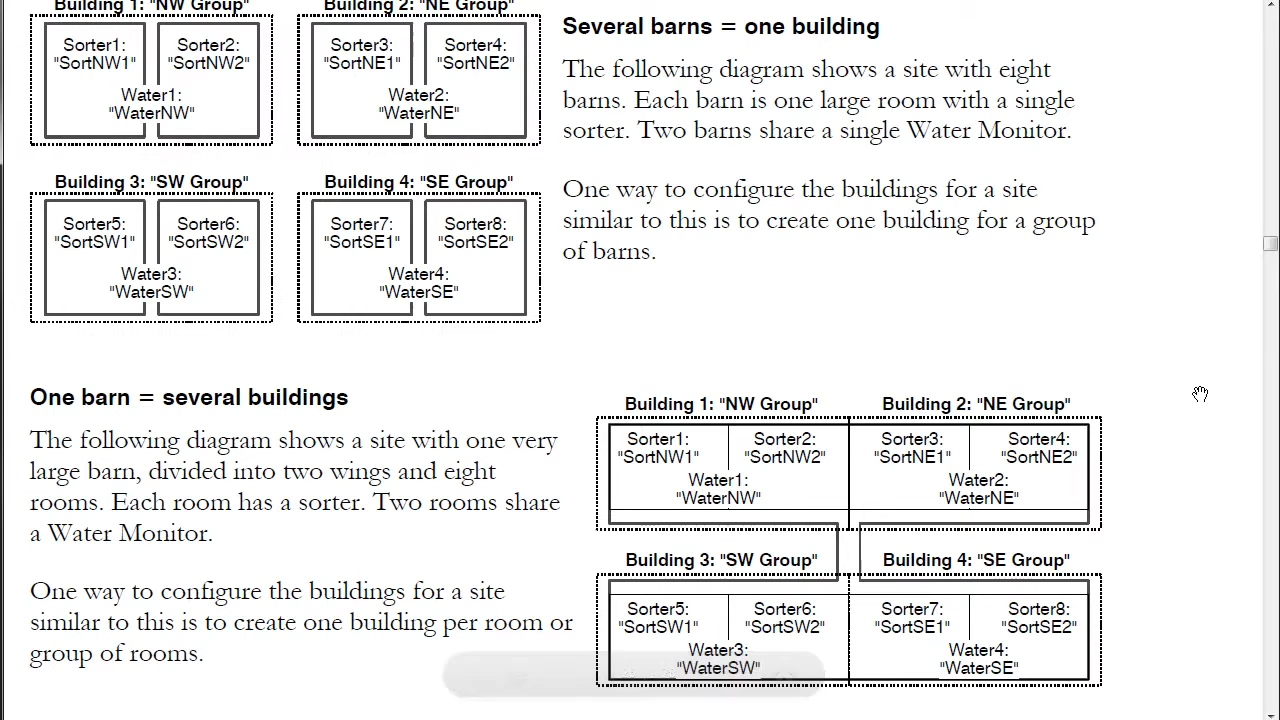 Building 1: "NW Group"
Building 2: "NE Group"
Sorter1:
"SortNW1"
Sorter2:
"SortNW2"
Water1:
"WaterNW"
Sorter3:
"SortNE1"
Sorter4:
"SortNE2"
Water2:
"WaterNE"
Building 3: "SW Group"
Building 4: "SE Group"
Sorter5:
"SortSW1"
Sorter6:
"SortSW2"
Water3:
"WaterSW"
Sorter7:
"SortSE1"
Sorter8:
"SortSE2"
Water4:
"WaterSE"
Several barns = one building
The following diagram shows a site with eight
barns. Each barn is one large room with a single
sorter. Two barns share a single Water Monitor.
One way to configure the buildings for a site
similar to this is to create one building for a group
of barns.
One barn = several buildings
The following diagram shows a site with one very
large barn, divided into two wings and eight
rooms. Each room has a sorter. Two rooms share
a Water Monitor.
One way to configure the buildings for a site
similar to this is to create one building per room or
group of rooms.
Building 1: "NW Group"
Building 2: "NE Group"
Sorter1:
"SortNW1"
Sorter2:
"SortNW2"
Water1:
"WaterNW"
Sorter3:
"SortNE1"
Sorter4:
"SortNE2"
Water2:
"WaterNE"
Building 3: "SW Group"
Building 4: "SE Group"
Sorter5:
"SortSW1"
Sorter6:
"SortSW2"
Water3:
"WaterSW"
Sorter7:
"SortSE1"
Sorter8:
"SortSE2"
Water4:
"WaterSE"